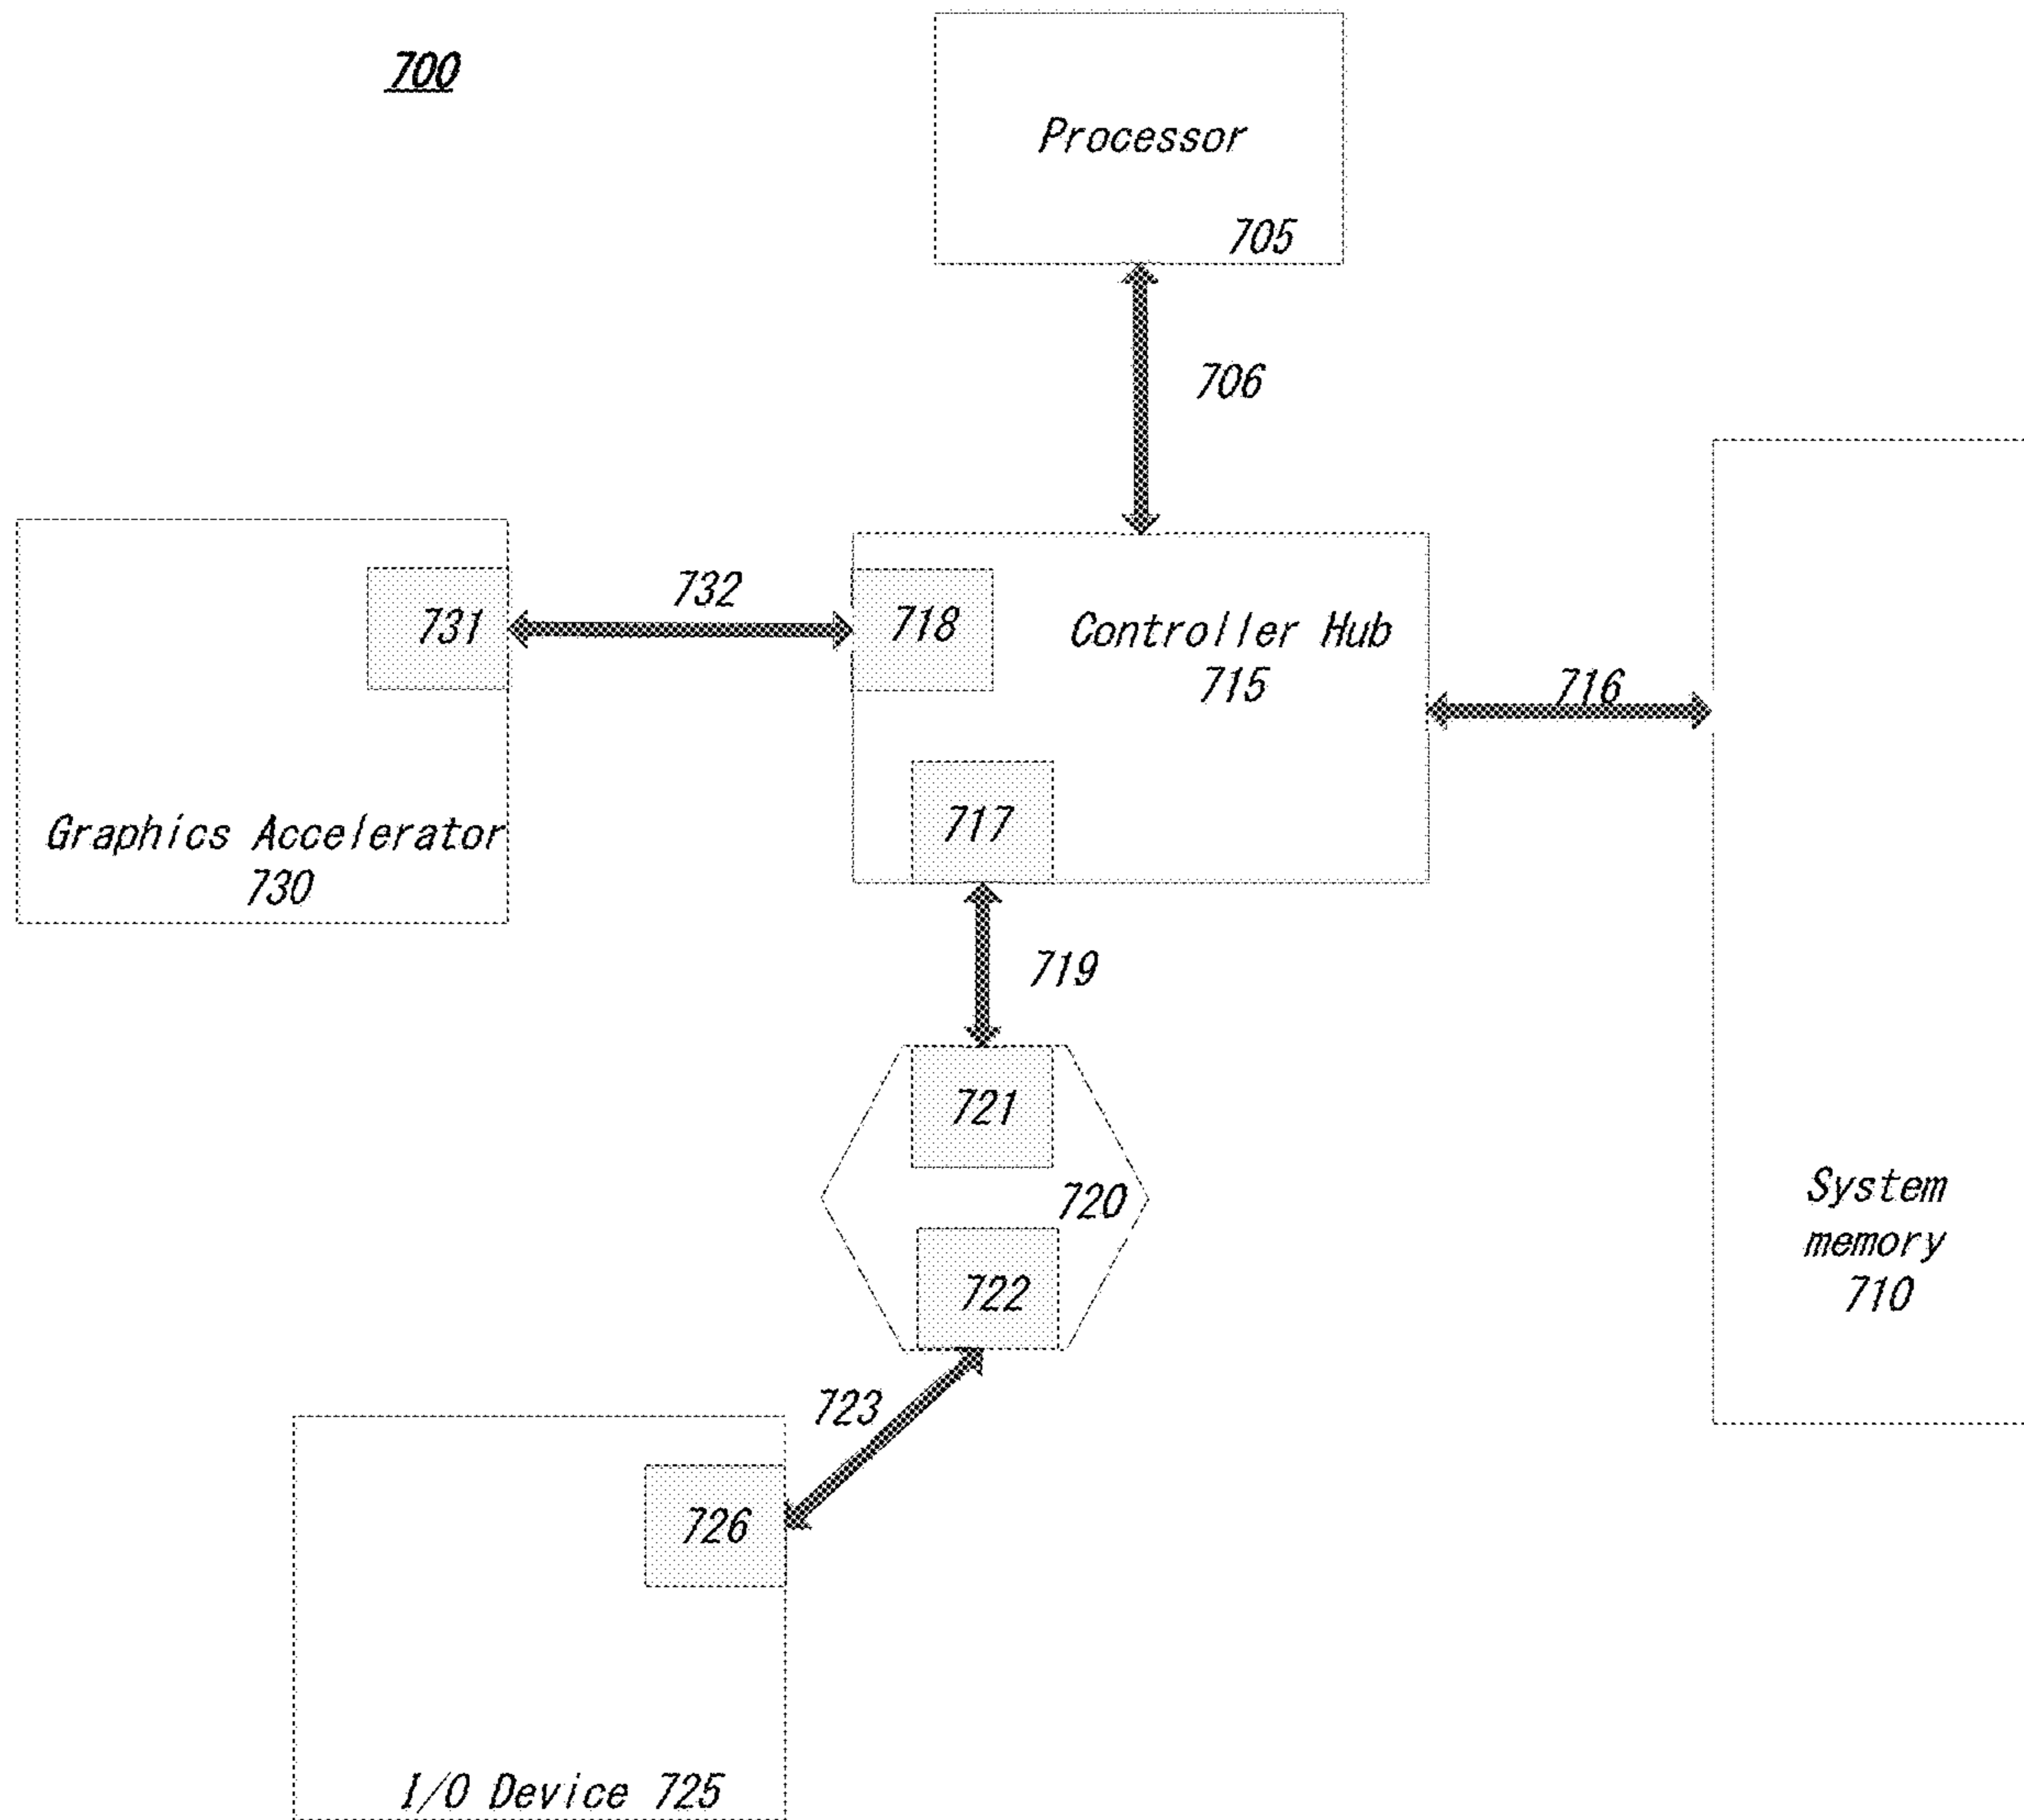 700
Processor
705
706
732
731
718
Controller Hub
715
716
717
Graphics Accelerator
730
719
721
720
722
System
memory
710
723
726
I/O Device 725